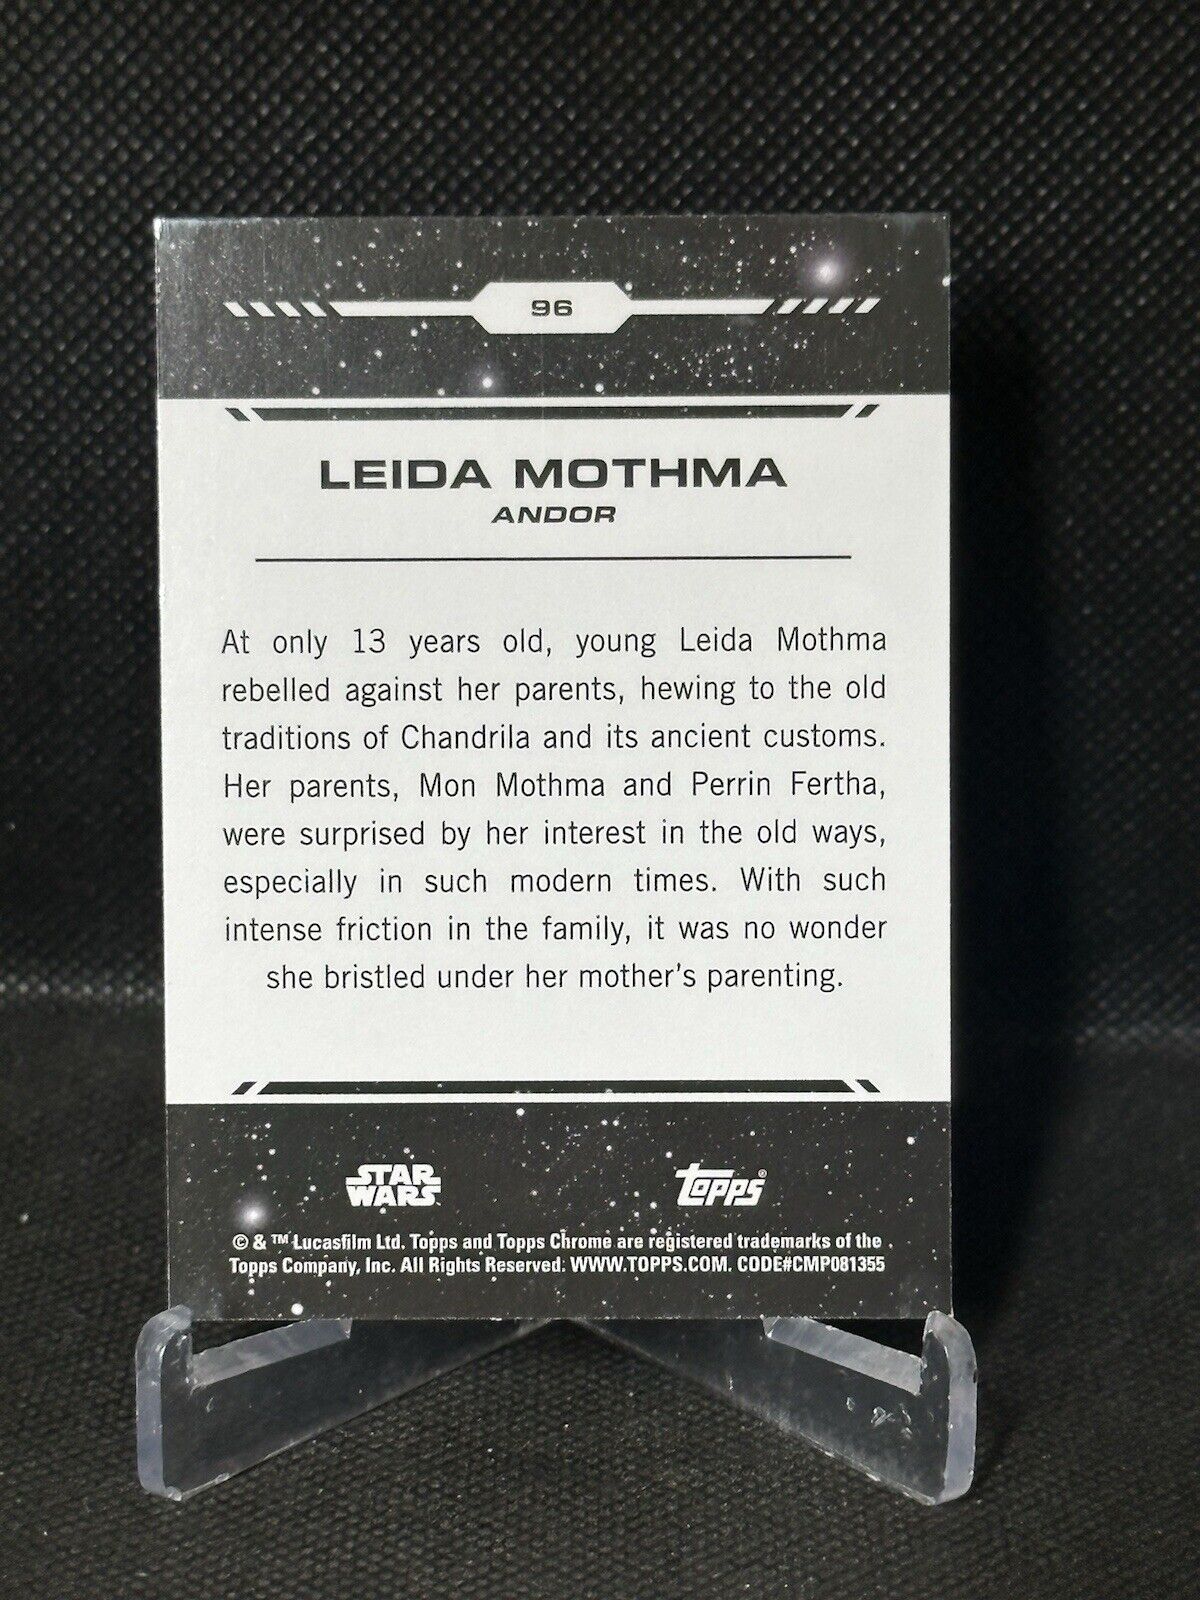 96
LEIDA MOTHMA
ANDOR
At only 13 years old, young Leida Mothma
rebelled against her parents, hewing to the old
traditions of Chandrila and its ancient customs.
Her parents, Mon Mothma and Perrin Fertha,
were surprised by her interest in the old ways,
especially in such modern times. With such
intense friction in the family, it was no wonder
she bristled under her mother's parenting.
STAR WARS
topps®
© & ™ Lucasfilm Ltd. Topps and Topps Chrome are registered trademarks of the
Topps Company, Inc. All Rights Reserved. WWW.TOPPS.COM. CODE#CMP081355